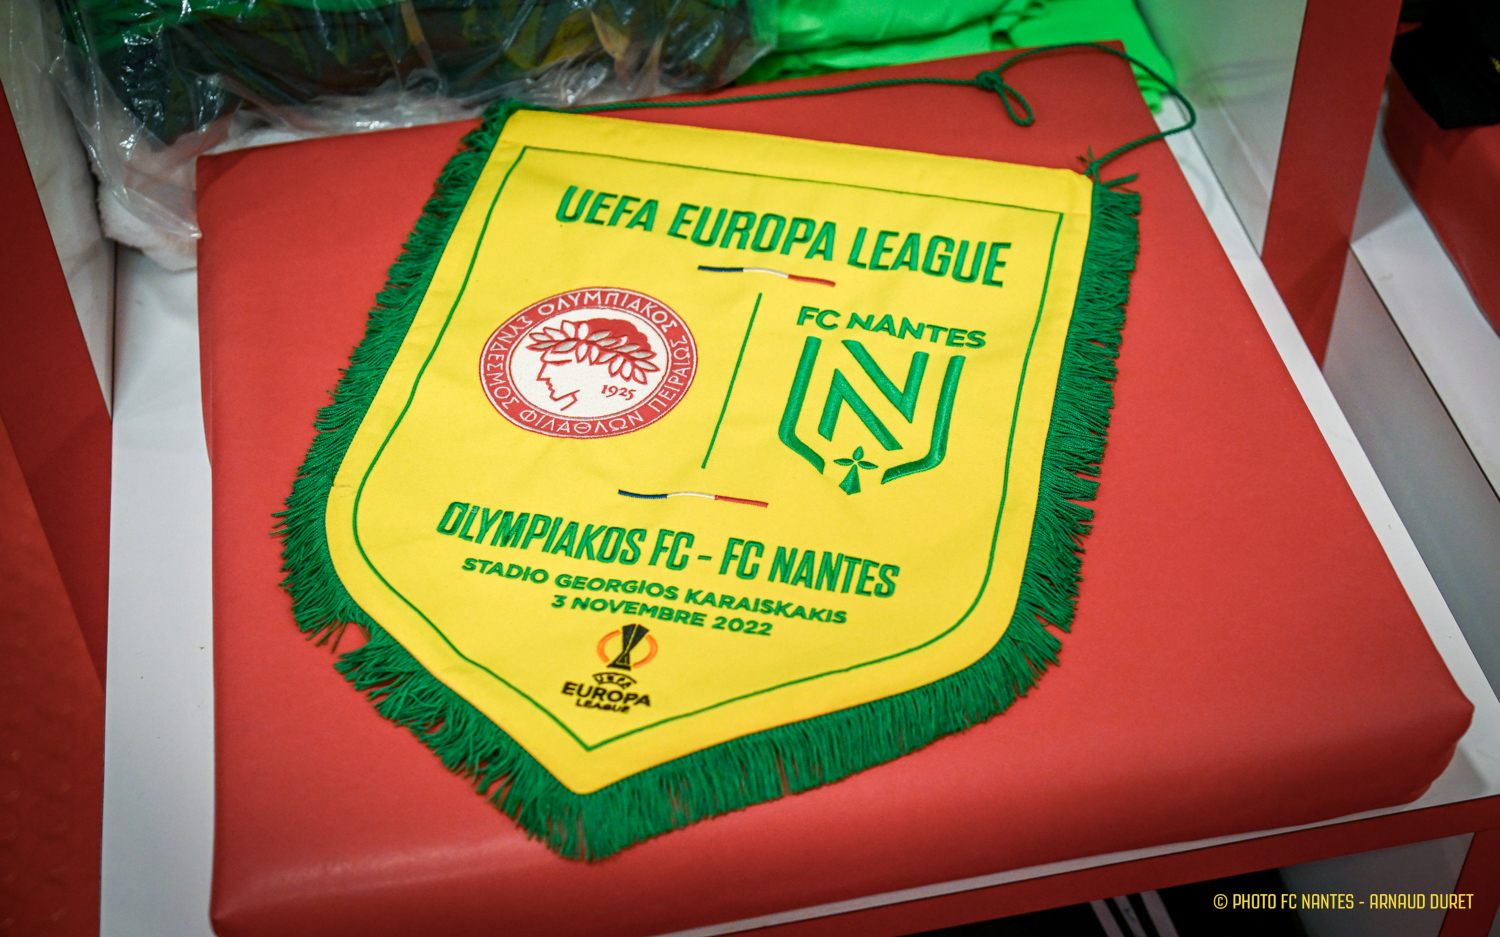 UEFA EUROPA LEAGUE
ΣΥΝΔΕΣΜΟΣ ΟΛΥΜΠΙΑΚΟΣ ΦΙΛΑΘΛΩΝ ΠΕΙΡΑΙΩΣ
1925
FC NANTES
OLYMPIAKOS FC - FC NANTES
STADIO GEORGIOS KARAISKAKIS
3 NOVEMBRE 2022
UEFA
EUROPA
LEAGUE
© PHOTO FC NANTES - ARNAUD DURET